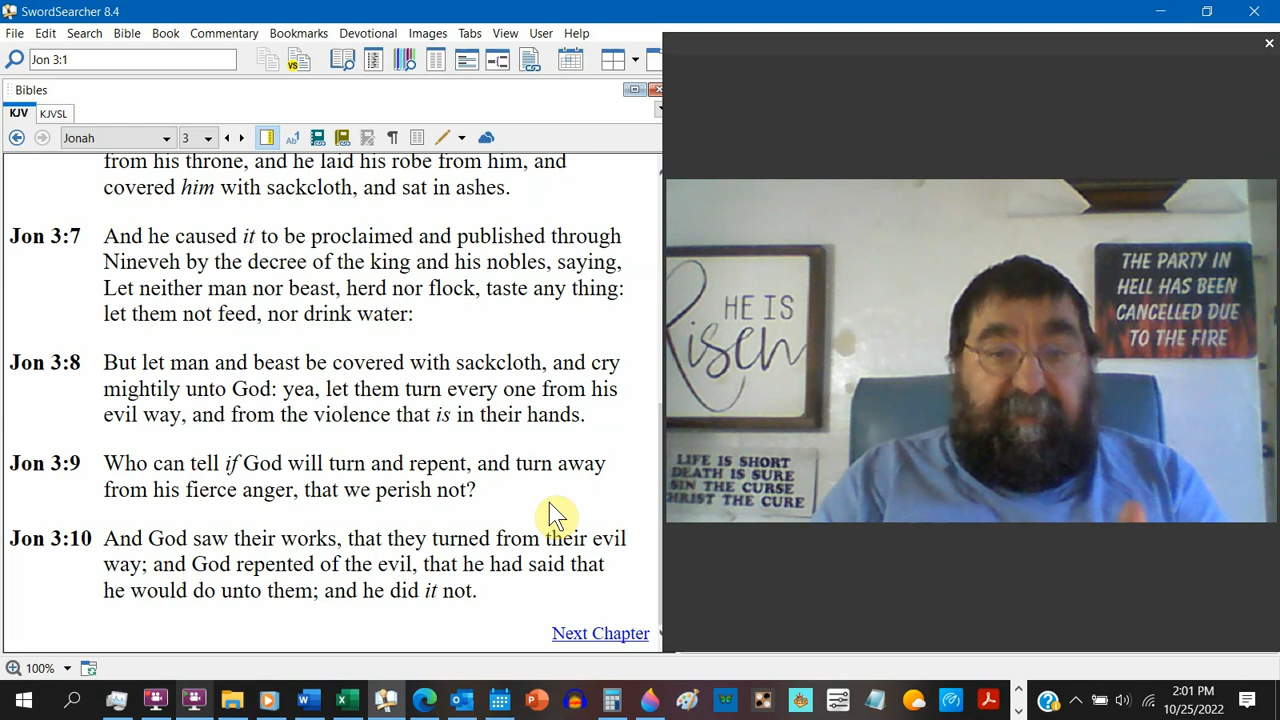 SwordSearcher 8.4
File Edit Search Bible Book Commentary Bookmarks Devotional Images Tabs View User Help
Jon 3:1
VS
Bibles
KJV KJVSL
Jonah 3
from his throne, and he laid his robe from him, and
covered him with sackcloth, and sat in ashes.
Jon 3:7 And he caused it to be proclaimed and published through
Nineveh by the decree of the king and his nobles, saying,
Let neither man nor beast, herd nor flock, taste any thing:
let them not feed, nor drink water:
Jon 3:8 But let man and beast be covered with sackcloth, and cry
mightily unto God: yea, let them turn every one from his
evil way, and from the violence that is in their hands.
Jon 3:9 Who can tell if God will turn and repent, and turn away
from his fierce anger, that we perish not?
Jon 3:10 And God saw their works, that they turned from their evil
way; and God repented of the evil, that he had said that
he would do unto them; and he did it not.
Next Chapter
100%
HE IS
Risen
THE PARTY IN
HELL HAS BEEN
CANCELLED DUE
TO THE FIRE
LIFE IS SHORT
DEATH IS SURE
SIN THE CURSE
CHRIST THE CURE
2:01 PM
10/25/2022